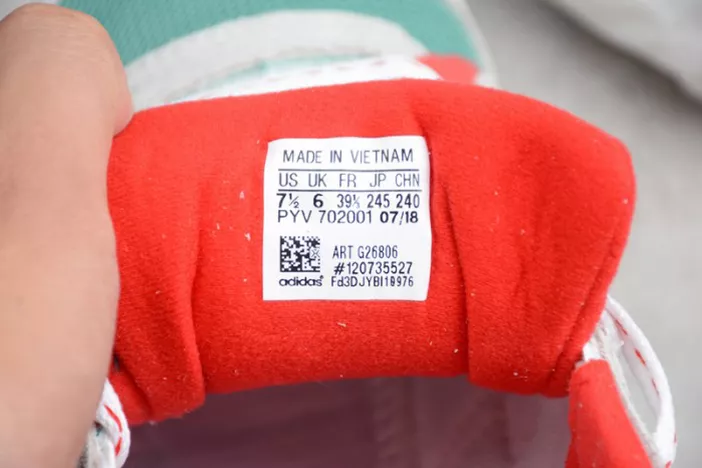 MADE IN VIETNAM
US UK FR JP CHN
7½ 6 39⅓ 245 240
PYV 702001 07/18
ART G26806
#120735527
adidas Fd3DJYBI19976